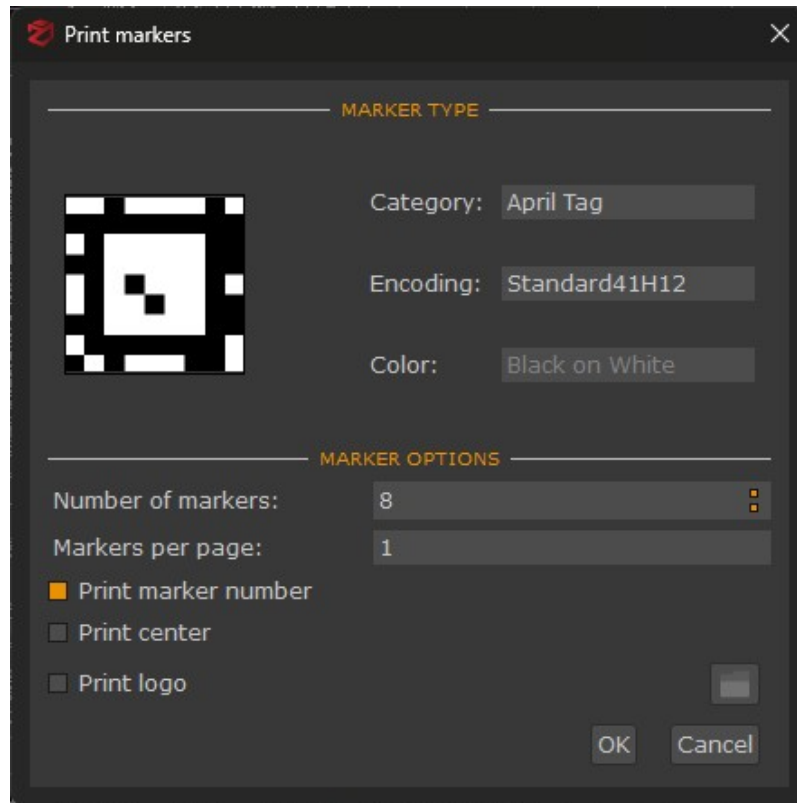 Print markers
MARKER TYPE
Category: April Tag
Encoding: Standard41H12
Color: Black on White
MARKER OPTIONS
Number of markers: 8
Markers per page: 1
Print marker number
Print center
Print logo
OK Cancel